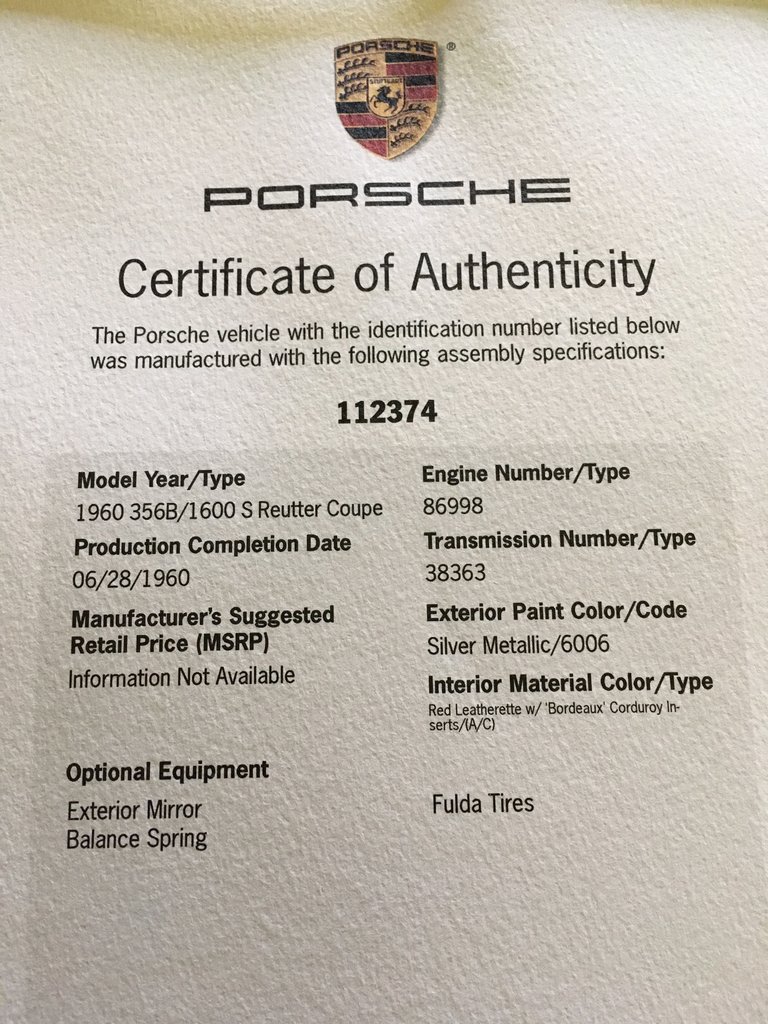 PORSCHE
®
STUTTGART
PORSCHE
Certificate of Authenticity
The Porsche vehicle with the identification number listed below
was manufactured with the following assembly specifications:
112374
Model Year/Type
1960 356B/1600 S Reutter Coupe
Production Completion Date
06/28/1960
Manufacturer's Suggested
Retail Price (MSRP)
Information Not Available
Engine Number/Type
86998
Transmission Number/Type
38363
Exterior Paint Color/Code
Silver Metallic/6006
Interior Material Color/Type
Red Leatherette w/ 'Bordeaux' Corduroy In-
serts/(A/C)
Optional Equipment
Exterior Mirror
Balance Spring
Fulda Tires